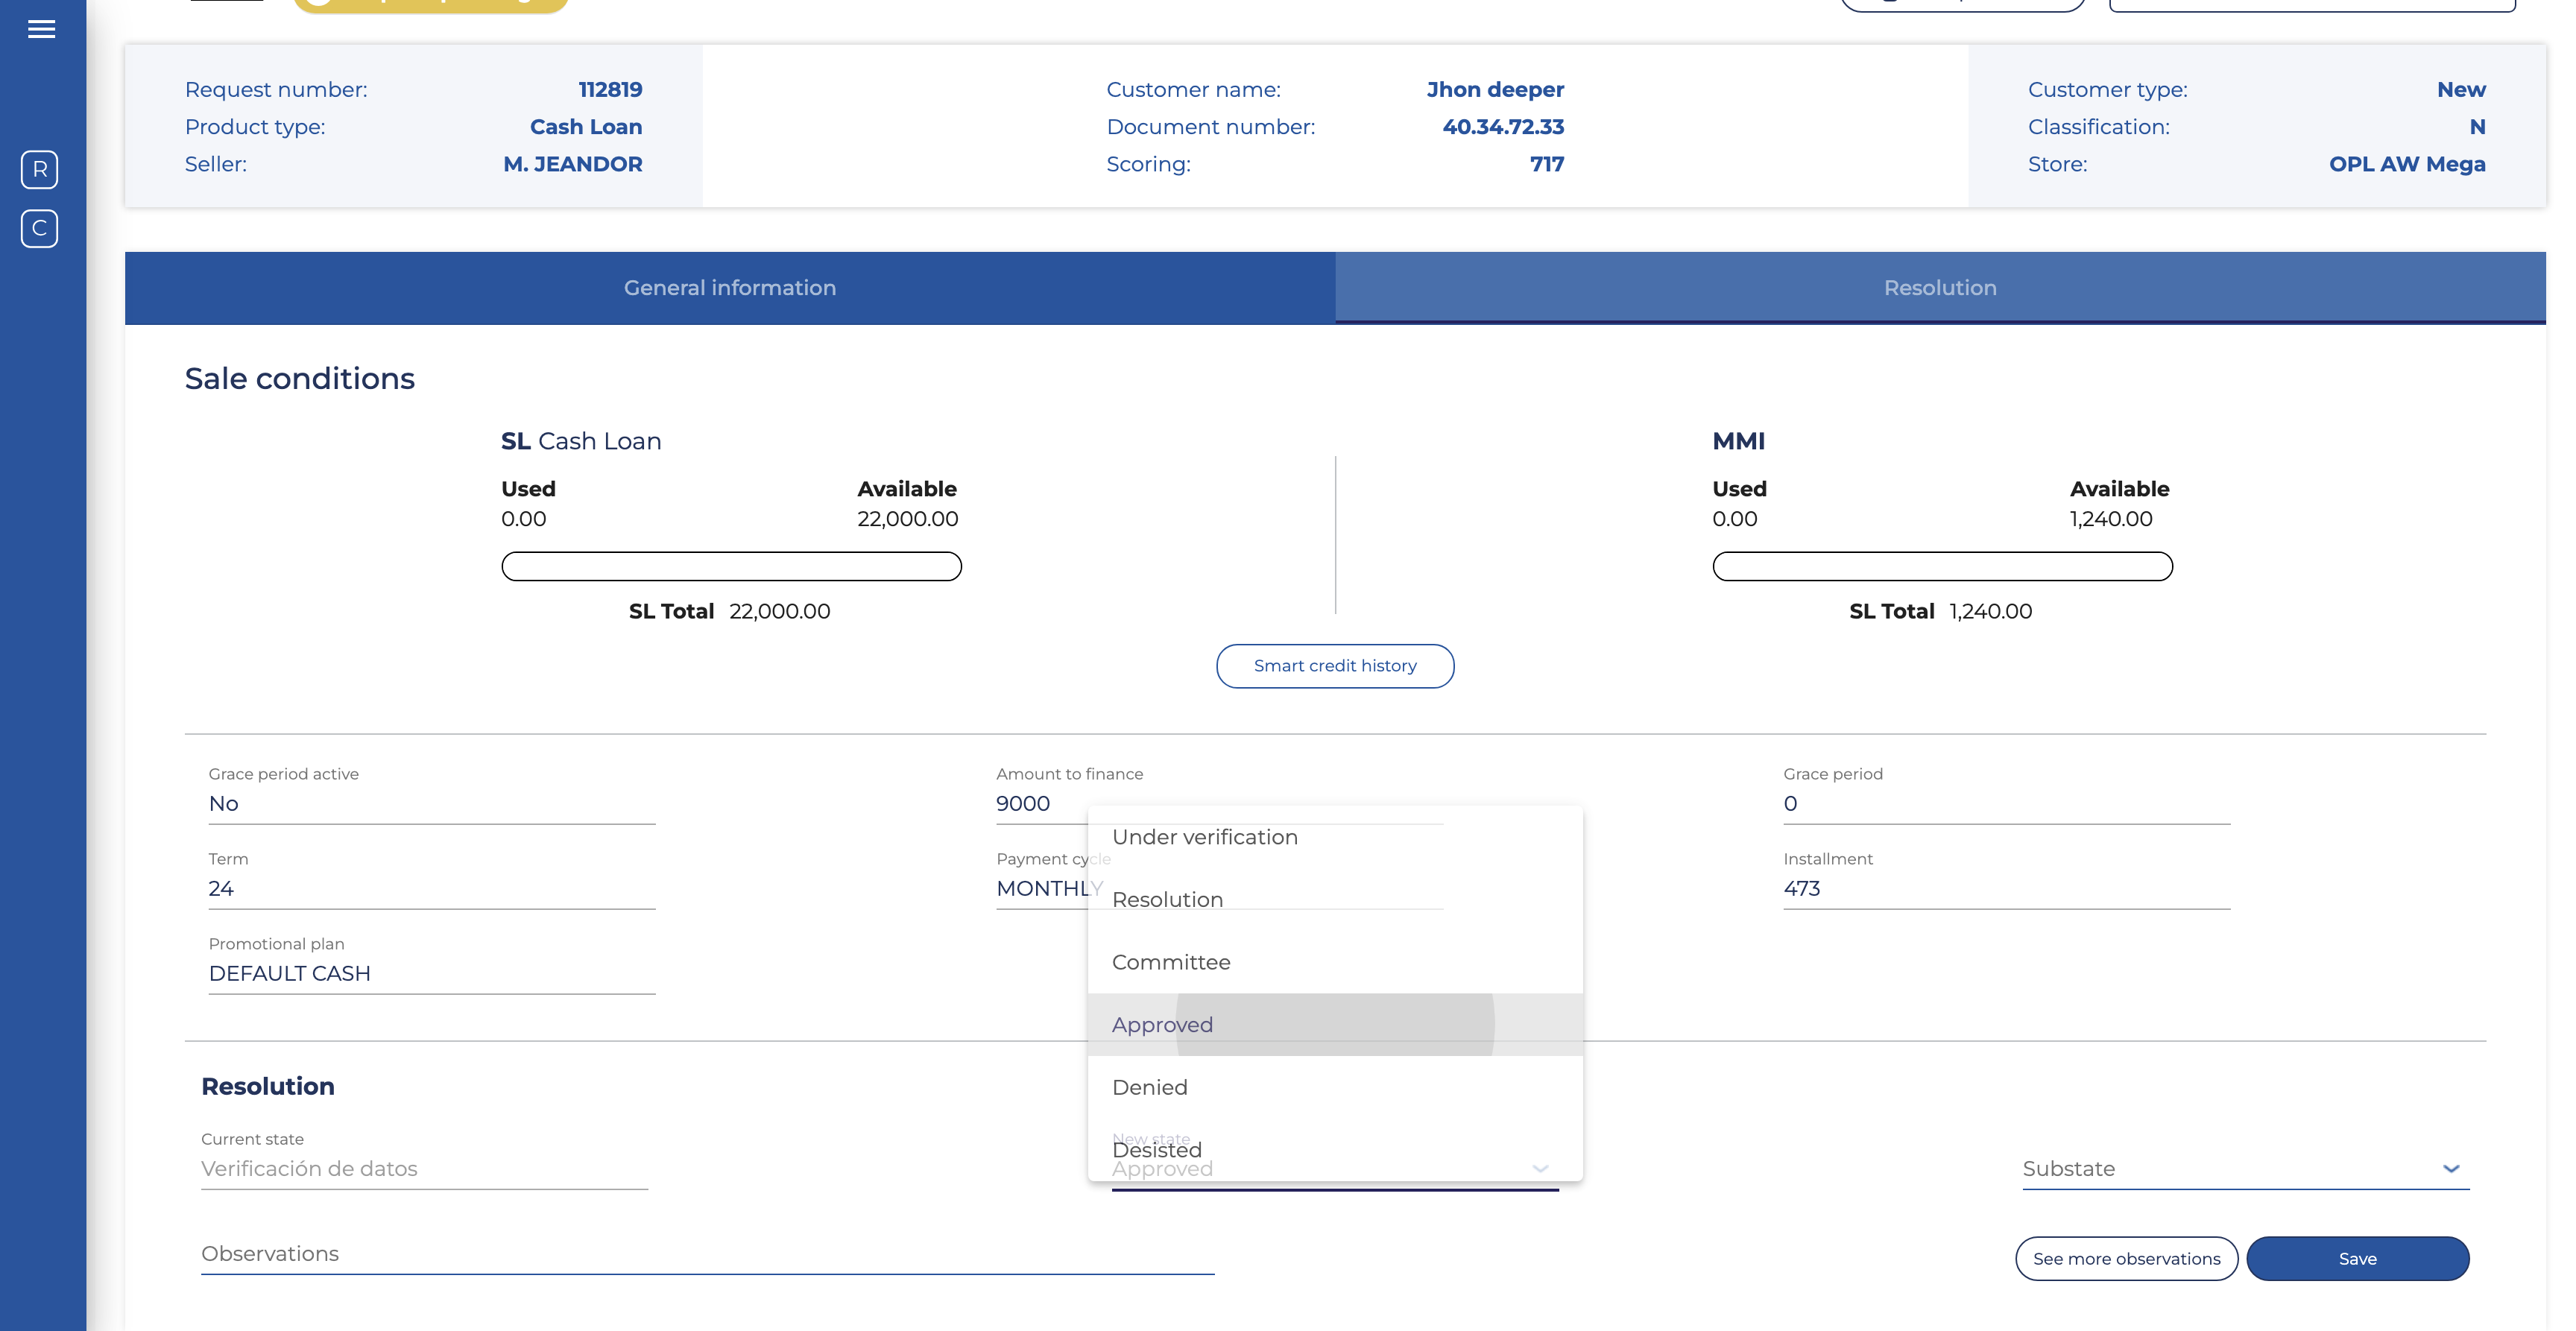 R
C
Request number: 112819
Product type: Cash Loan
Seller: M. JEANDOR
Customer name: Jhon deeper
Document number: 40.34.72.33
Scoring: 717
Customer type: New
Classification: N
Store: OPL AW Mega
General information
Resolution
Sale conditions
SL Cash Loan
Used Available
0.00 22,000.00
SL Total 22,000.00
MMI
Used Available
0.00 1,240.00
SL Total 1,240.00
Smart credit history
Grace period active
No
Amount to finance
9000
Grace period
0
Term
24
Payment cycle
MONTHLY
Installment
473
Promotional plan
DEFAULT CASH
Under verification
Resolution
Committee
Approved
Denied
Desisted
Resolution
Current state
Verificación de datos
New state
Approved
Substate
Observations
See more observations
Save